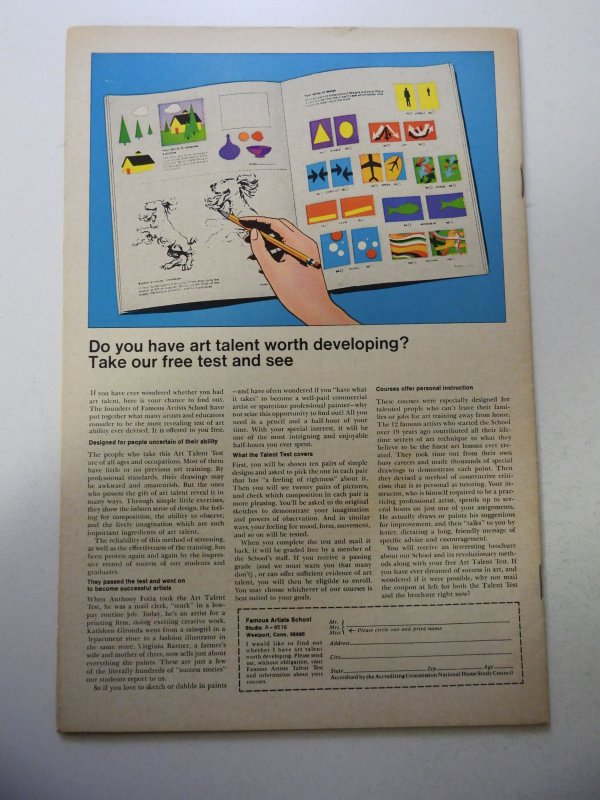 Do you have art talent worth developing?
Take our free test and see
If you have ever wondered whether you had
art talent, here is your chance to find out.
The founders of Famous Artists School have
put together what many artists and educators
consider to be the most revealing test of art
ability ever devised. It is offered to you free.
Designed for people uncertain of their ability
The people who take this Art Talent Test
are of all ages and occupations. Most of them
have little or no previous art training. By
professional standards, their drawings may
be awkward and amateurish. But the ones
who possess the gift of art talent reveal it in
many ways. Through simple little exercises,
they show the inborn sense of design, the feel-
ing for composition, the ability to observe,
and the lively imagination which are such
important ingredients of art talent.
The reliability of this method of screening,
as well as the effectiveness of the training, has
been proven again and again by the impres-
sive record of success of our students and
graduates.
They passed the test and went on
to become successful artists
When Anthony Fotia took the Art Talent
Test, he was a mail clerk, "stuck" in a low-
pay routine job. Today, he's an artist for a
printing firm, doing exciting creative work.
Kathleen Gironda went from a salesgirl in a
department store to a fashion illustrator in
the same store. Virginia Bartter, a farmer's
wife and mother of three, now sells just about
everything she paints. These are just a few
of the literally hundreds of "success stories"
our students report to us.
So if you love to sketch or dabble in paints
—and have often wondered if you "have what
it takes" to become a well-paid commercial
artist or sparetime professional painter—why
not seize this opportunity to find out? All you
need is a pencil and a half-hour of your
time. With your special interest, it will be
one of the most intriguing and enjoyable
half-hours you ever spent.
What the Talent Test covers
First, you will be shown ten pairs of simple
designs and asked to pick the one in each pair
that has "a feeling of rightness" about it.
Then you will see twenty pairs of pictures,
and check which composition in each pair is
more pleasing. You'll be asked to do original
sketches to demonstrate your imagination
and powers of observation. And in similar
ways, your feeling for mood, form, movement,
and so on will be tested.
When you complete the test and mail it
back, it will be graded free by a member of
the School's staff. If you receive a passing
grade (and we must warn you that many
don't), or can offer sufficient evidence of art
talent, you will then be eligible to enroll.
You may choose whichever of our courses is
best suited to your goals.
Courses offer personal instruction
These courses were especially designed for
talented people who can't leave their fami-
lies or jobs for art training away from home.
The 12 famous artists who started the School
over 19 years ago contributed all their life-
time secrets of art technique to what they
believe to be the finest art lessons ever cre-
ated. They took time out from their own
busy careers and made thousands of special
drawings to demonstrate each point. Then
they devised a method of constructive criti-
cism that is as personal as tutoring. Your in-
structor, who is himself required to be a prac-
ticing professional artist, spends up to sev-
eral hours on just one of your assignments.
He actually draws or paints his suggestions
for improvement, and then "talks" to you by
letter, dictating a long, friendly message of
specific advice and encouragement.
You will receive an interesting brochure
about our School and its revolutionary meth-
ods along with your free Art Talent Test. If
you have ever dreamed of success in art, and
wondered if it were possible, why not mail
the coupon at left for both the Talent Test
and the brochure right now?
Famous Artists School
Studio A-6516
Westport, Conn. 06880
I would like to find out
whether I have art talent
worth developing. Please send
me, without obligation, your
Famous Artists Talent Test
and information about your
courses.
Mr.
Mrs.
Miss
Please circle one and print name
Address
City
State Zip Age
Accredited by the Accrediting Commission National Home Study Council